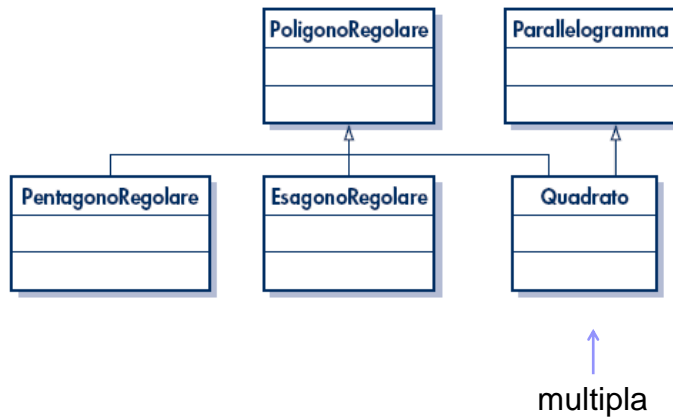 PoligonoRegolare
Parallelogramma
PentagonoRegolare
EsagonoRegolare
Quadrato
multipla